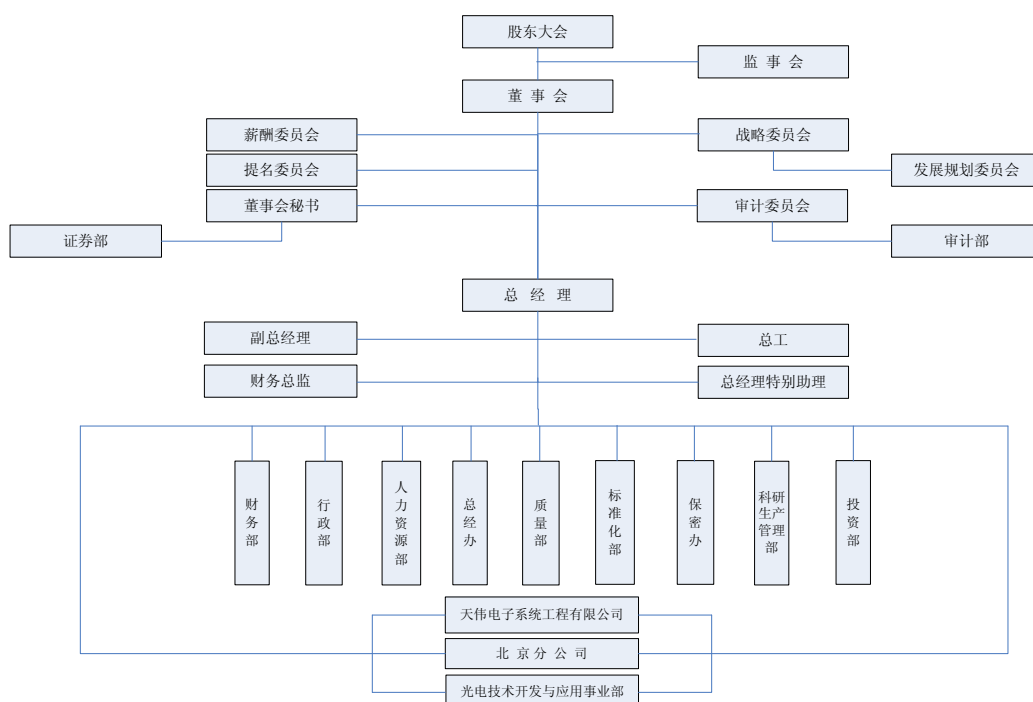 股东大会
监 事 会
董 事 会
薪酬委员会
战略委员会
提名委员会
发展规划委员会
董事会秘书
审计委员会
证券部
审计部
总 经 理
副总经理
总工
财务总监
总经理特别助理
财务部
行政部
人力资源部
总经办
质量部
标准化部
保密办
科研生产管理部
投资部
天伟电子系统工程有限公司
北 京 分 公 司
光电技术开发与应用事业部